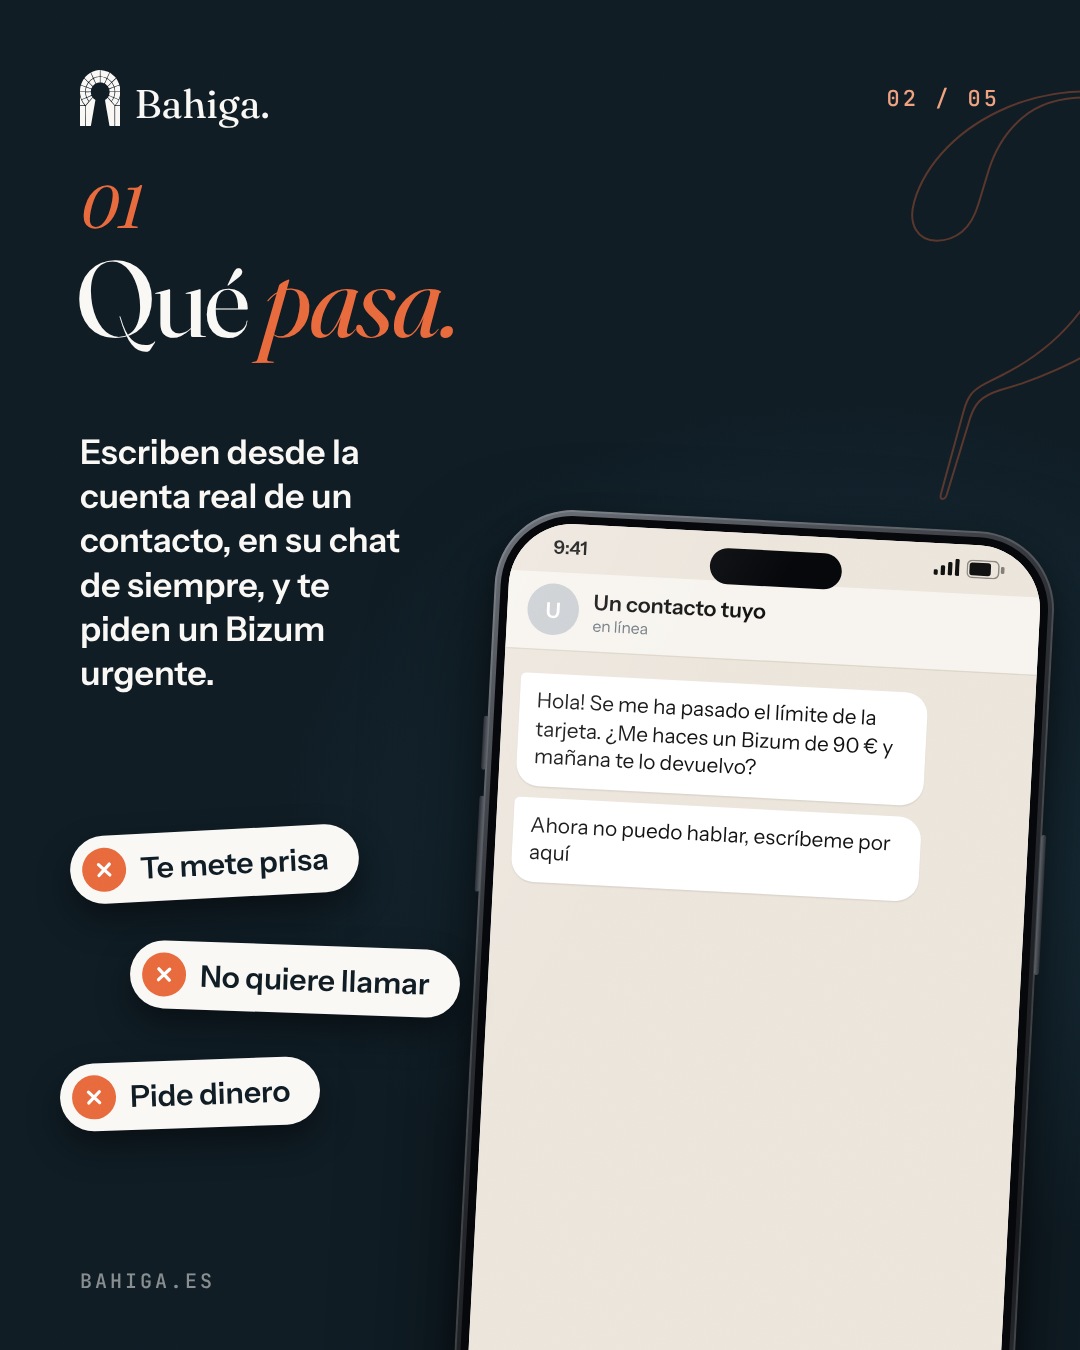 Bahiga.
02 / 05
01
Qué pasa.
Escriben desde la
cuenta real de un
contacto, en su chat
de siempre, y te
piden un Bizum
urgente.
9:41
U
Un contacto tuyo
en línea
Hola! Se me ha pasado el límite de la
tarjeta. ¿Me haces un Bizum de 90 € y
mañana te lo devuelvo?
Ahora no puedo hablar, escríbeme por
aquí
Te mete prisa
No quiere llamar
Pide dinero
BAHIGA.ES